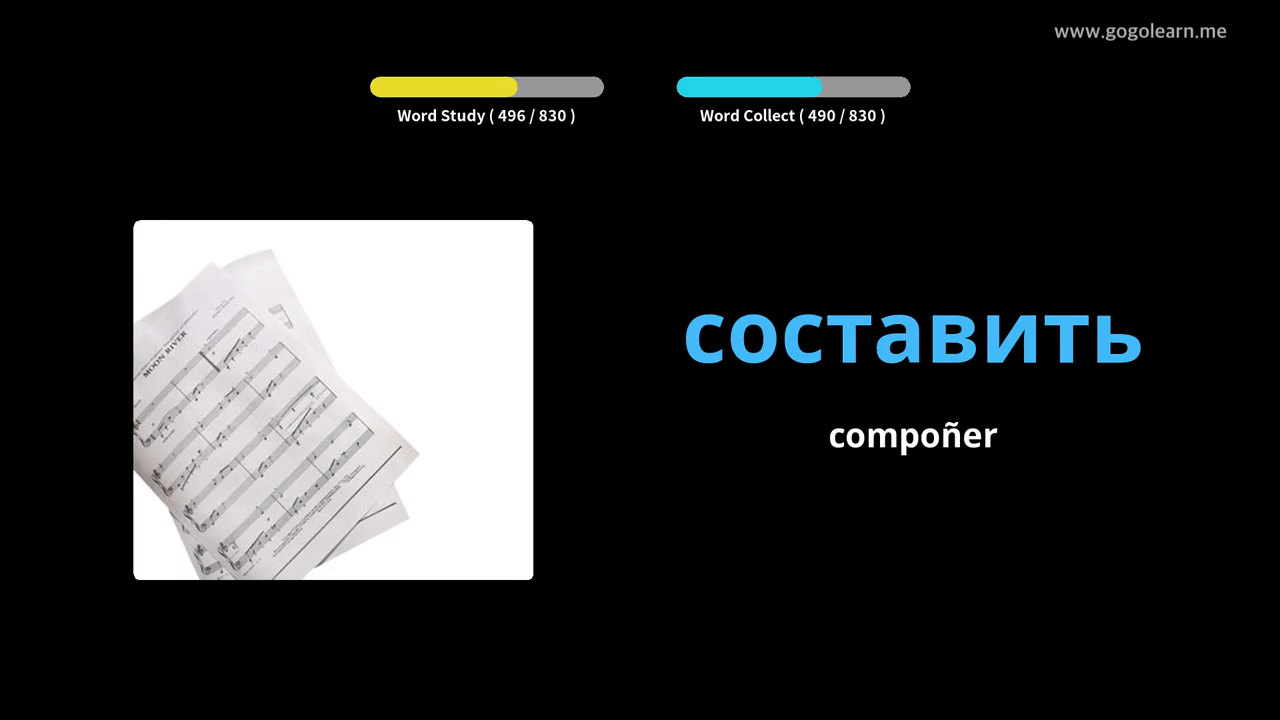 www.gogolearn.me
Word Study ( 496 / 830 )
Word Collect ( 490 / 830 )
MOON RIVER
составить
compoñer